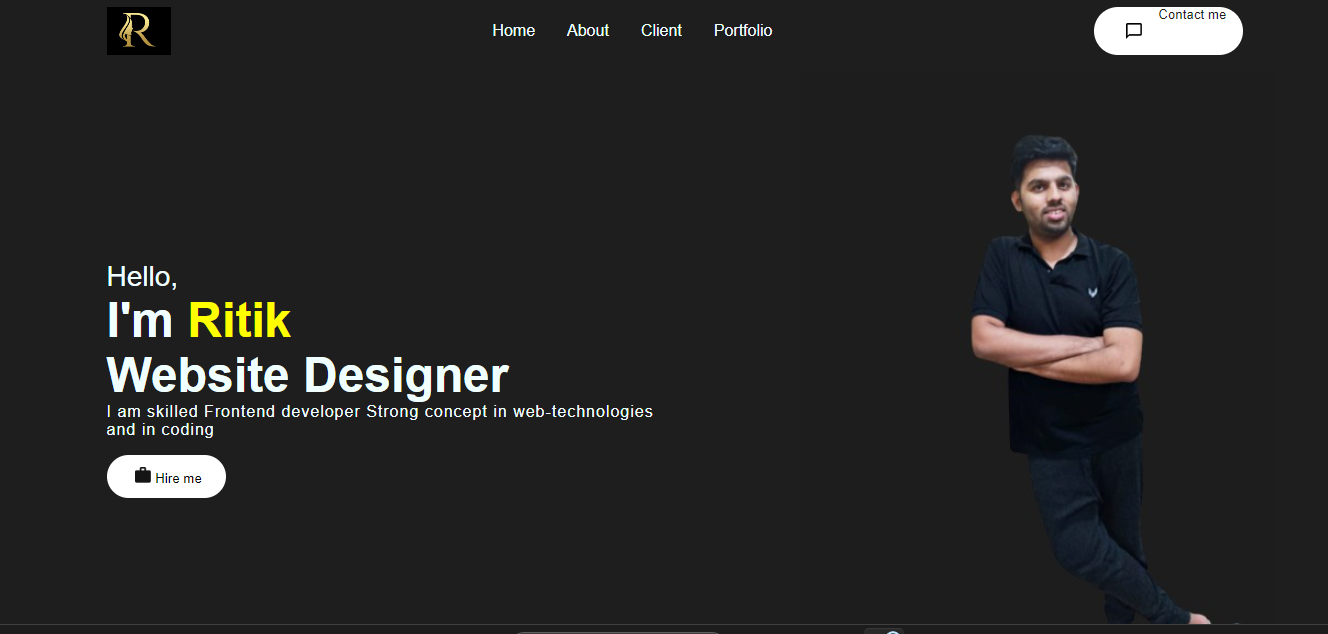 R
Home About Client Portfolio
Contact me
Hello,
I'm Ritik
Website Designer
I am skilled Frontend developer Strong concept in web-technologies
and in coding
Hire me